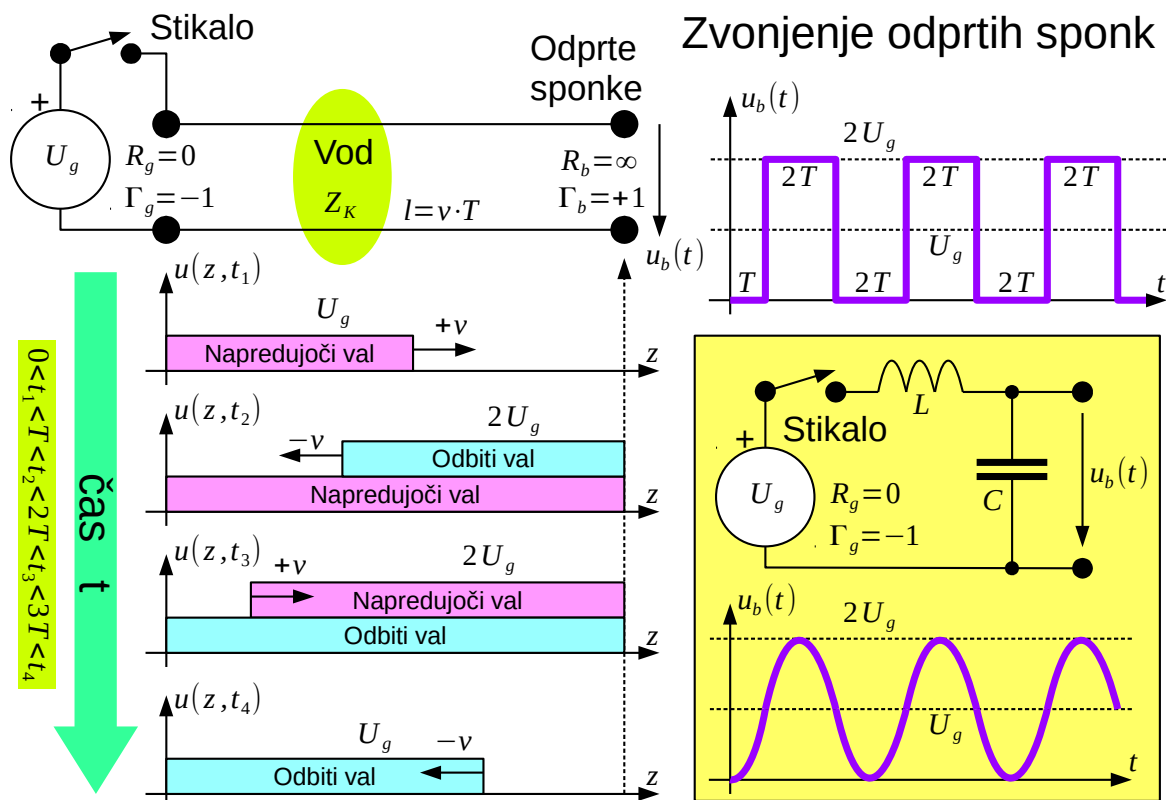 Zvonjenje odprtih sponk
Stikalo
Odprte
sponke
+
U_g
R_g=0
Γ_g=−1
Vod
Z_K
l=v·T
R_b=∞
Γ_b=+1
u_b(t)
u(z,t_1)
U_g
+v
Napredujoči val
z
u(z,t_2)
2U_g
−v
Odbiti val
Napredujoči val
z
u(z,t_3)
+v
2U_g
Napredujoči val
Odbiti val
z
u(z,t_4)
U_g
−v
Odbiti val
z
čas t
0<t_1<T<t_2<2T<t_3<3T<t_4
u_b(t)
2U_g
2T 2T 2T
U_g
T 2T 2T t
L
Stikalo
+
U_g
R_g=0
Γ_g=−1
C
u_b(t)
u_b(t)
2U_g
U_g
t